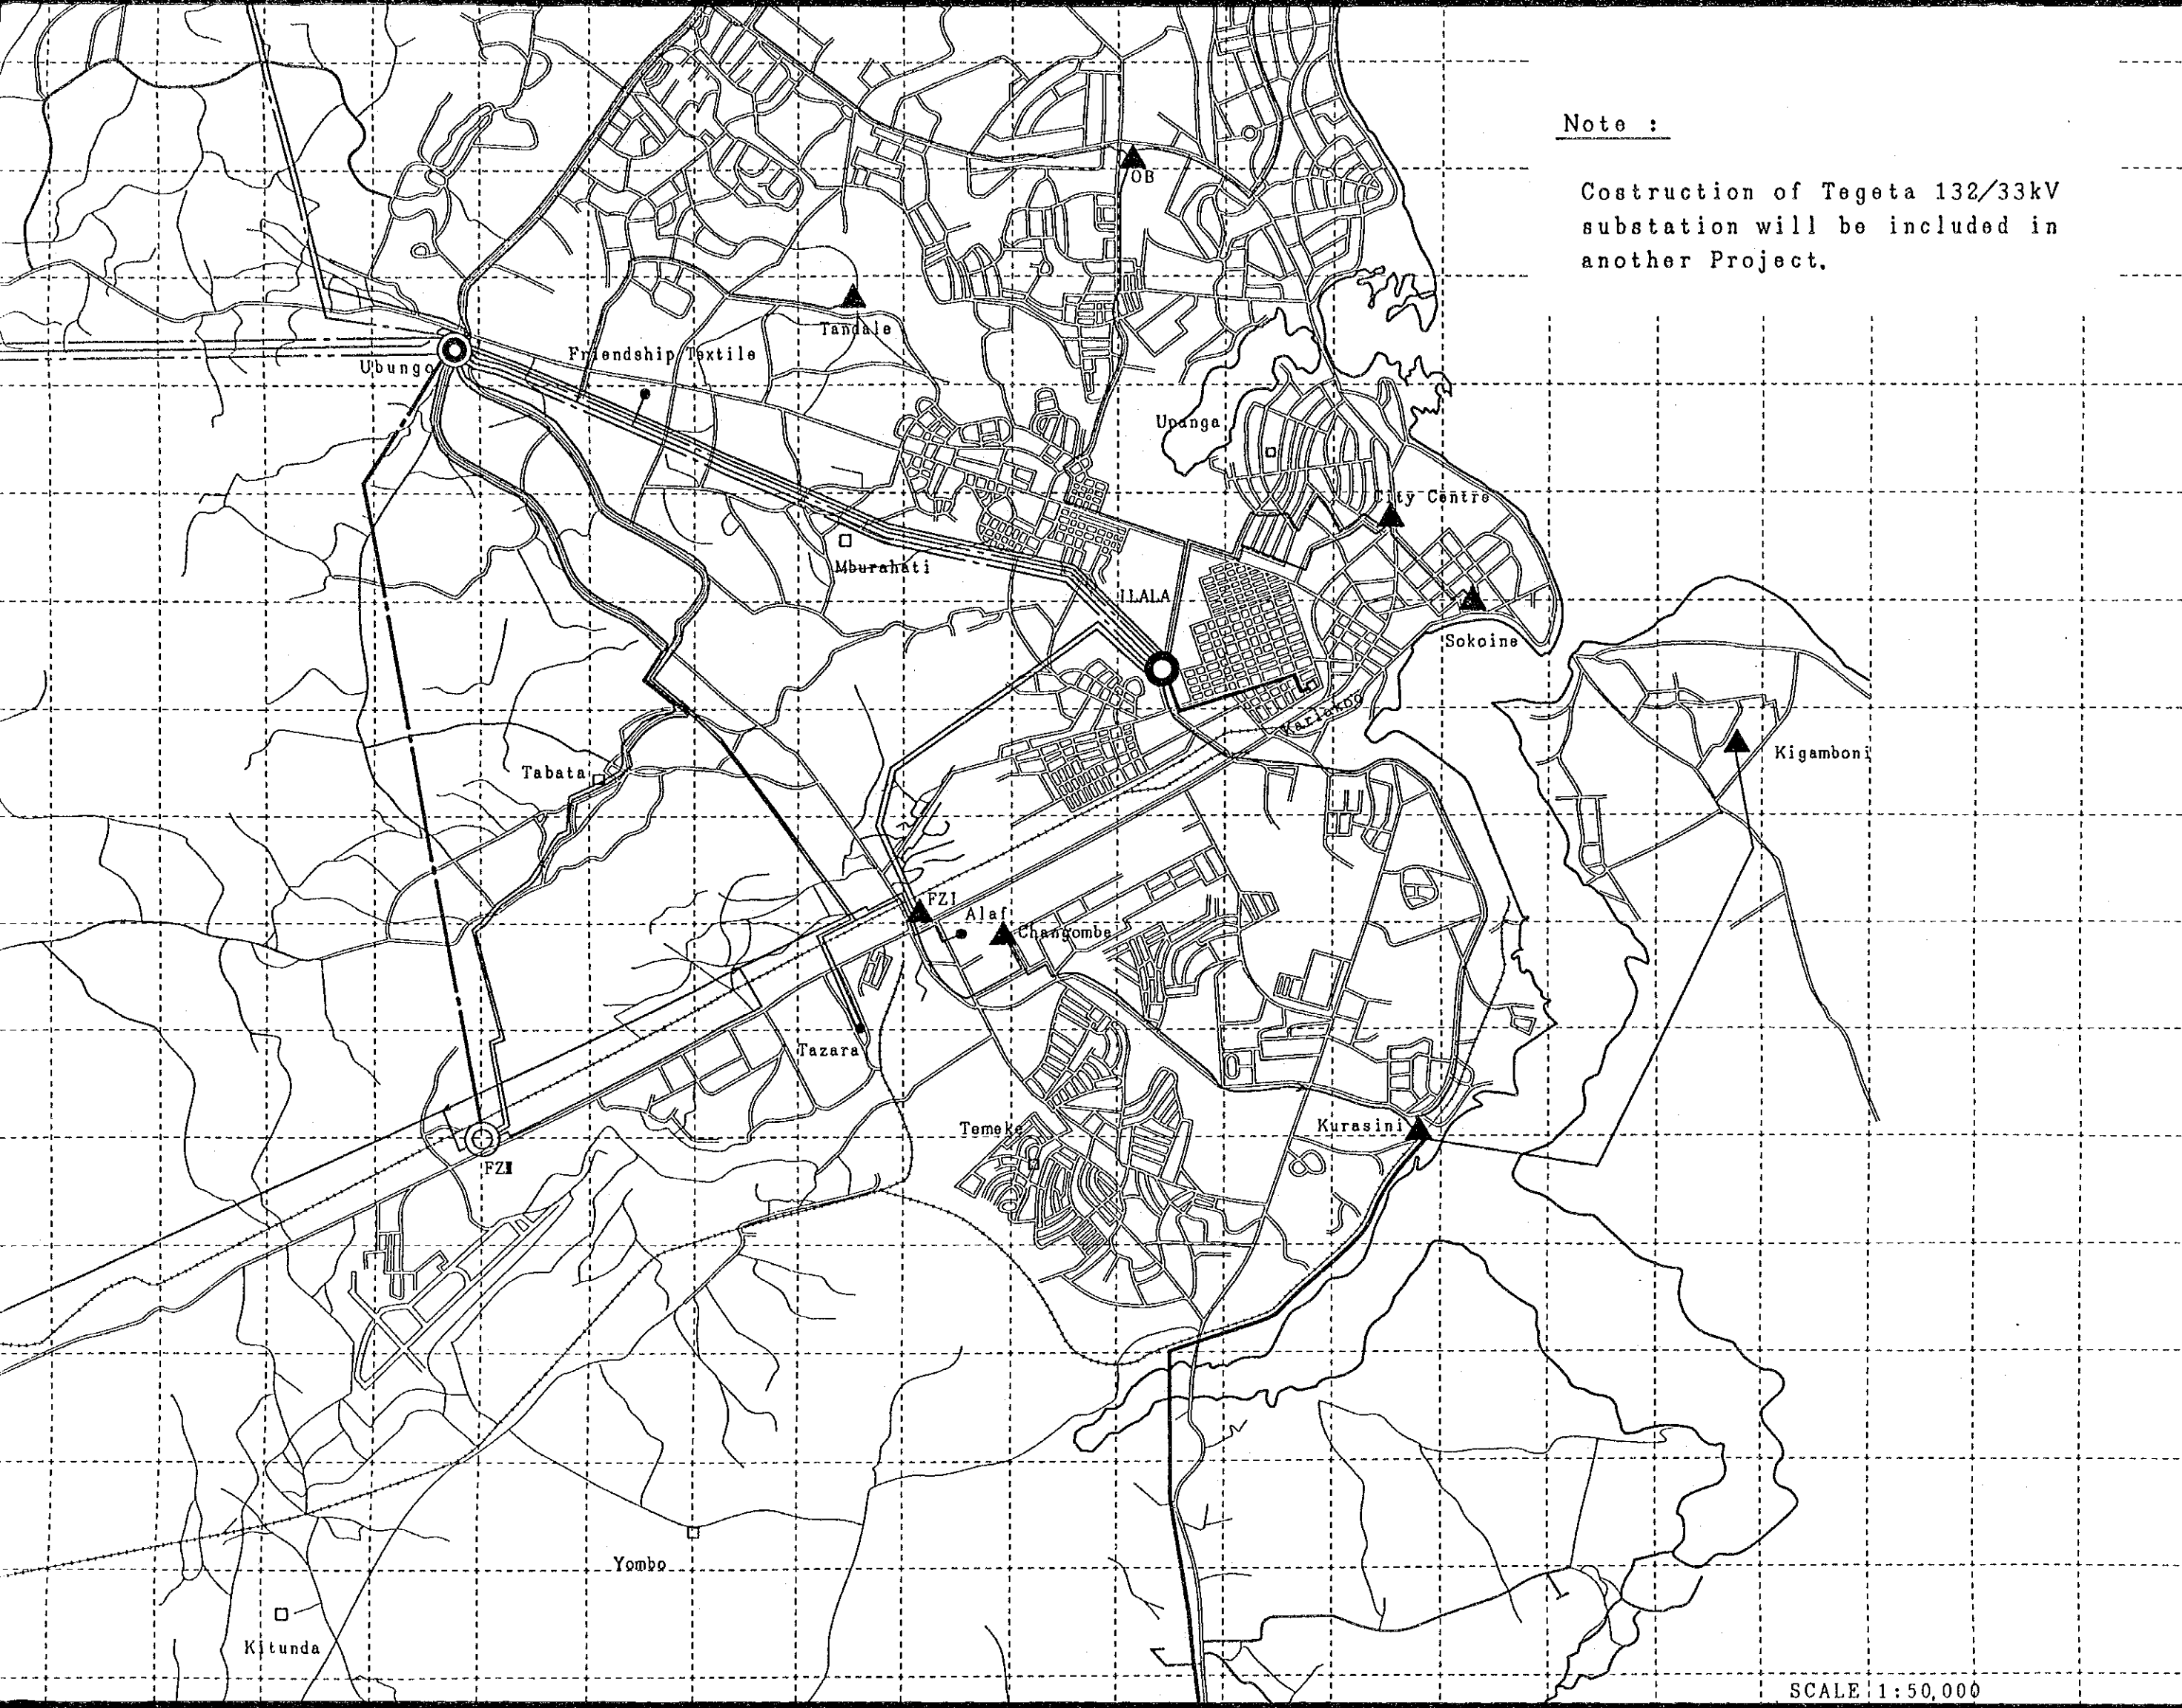 Note :
Costruction of Tegeta 132/33kV
substation will be included in
another Project.
OB
Tandale
Friendship Textile
Ubungo
Upanga
City Centre
Mburahati
ILALA
Sokoine
Kariakoo
Kigamboni
Tabata
FZI
Alaf
Changombe
Tazara
Temeke
Kurasini
FZII
Yombo
Kitunda
SCALE 1:50,000